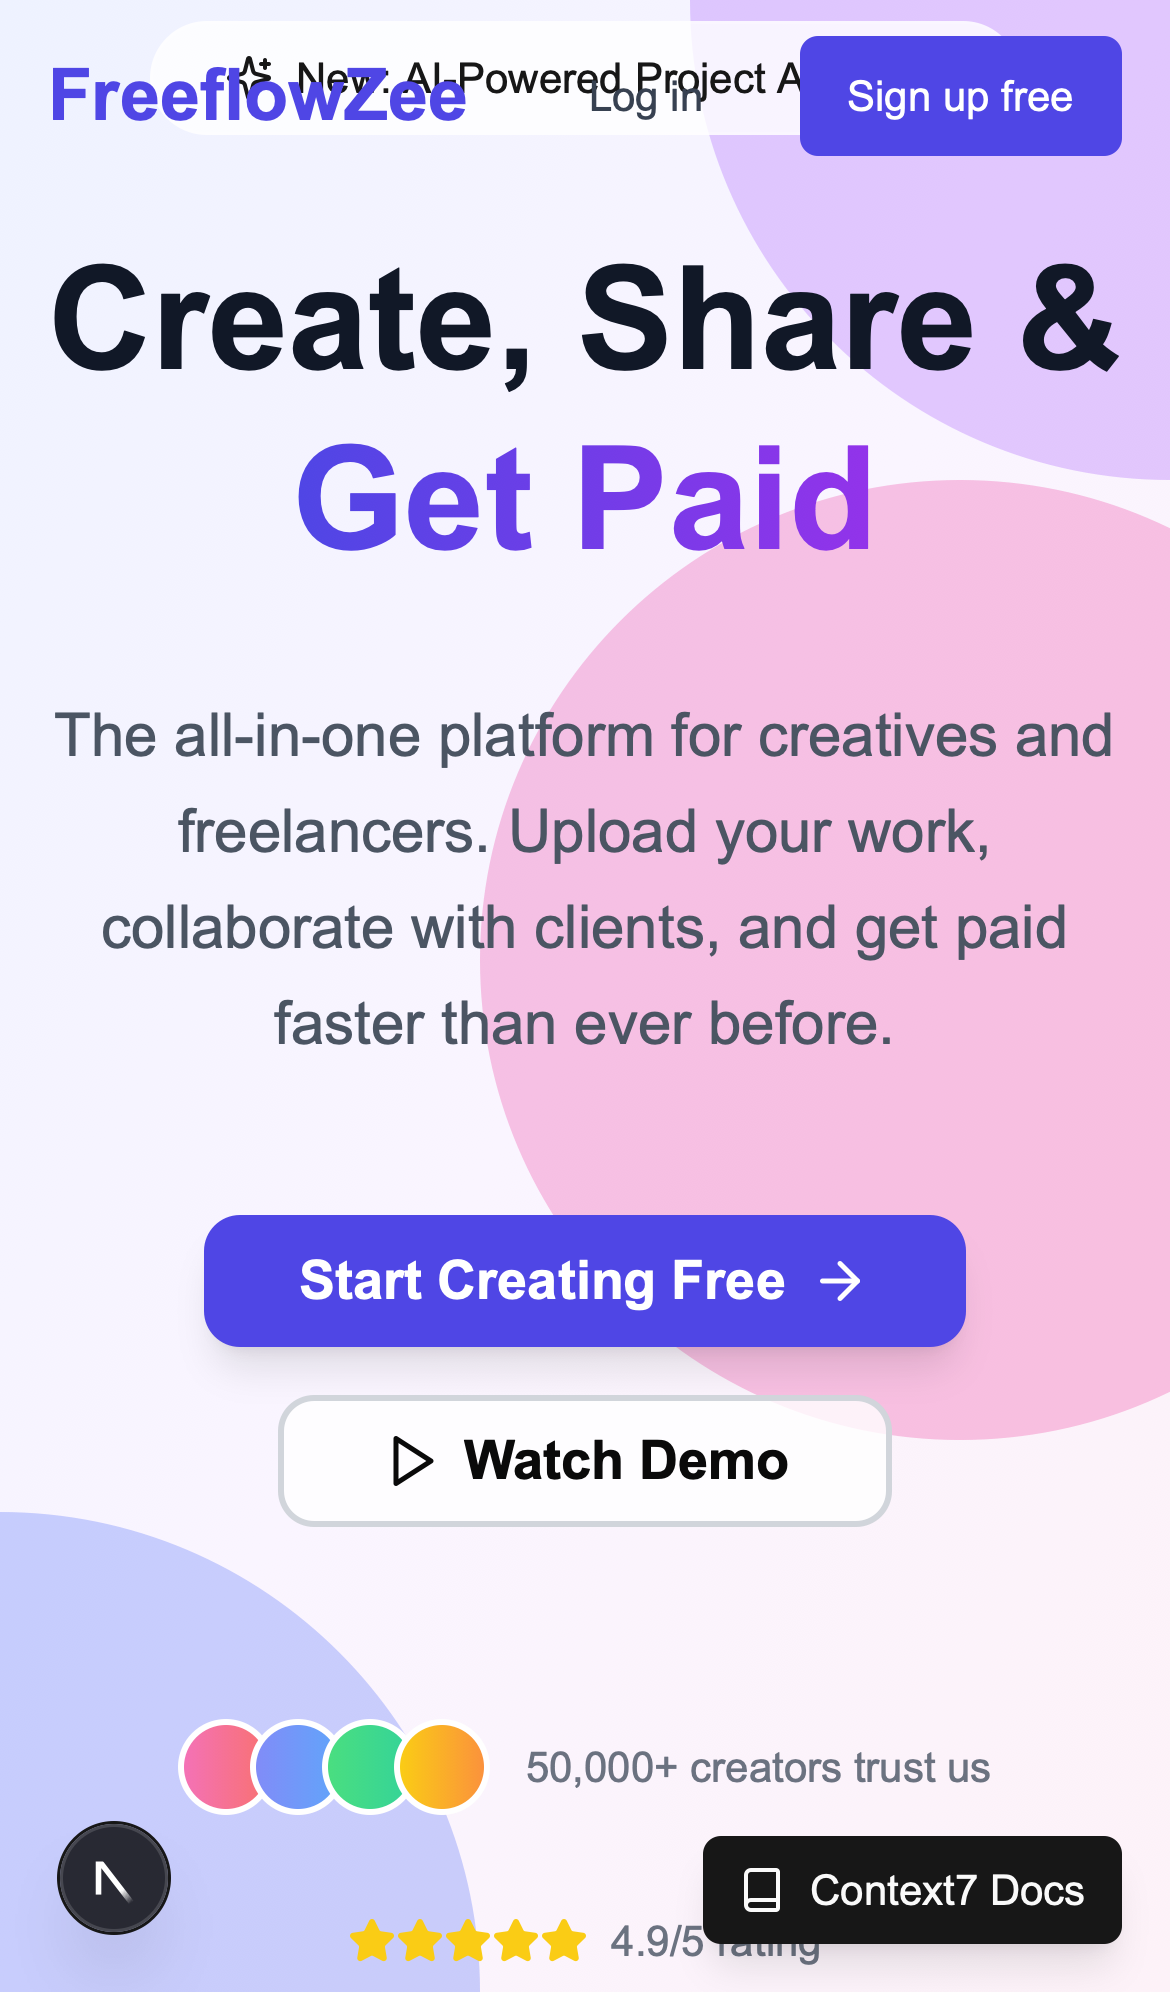 New: AI-Powered Project A
FreeflowZee
Log in
Sign up free
Create, Share &
Get Paid
The all-in-one platform for creatives and
freelancers. Upload your work,
collaborate with clients, and get paid
faster than ever before.
Start Creating Free
Watch Demo
50,000+ creators trust us
Context7 Docs
4.9/5 rating